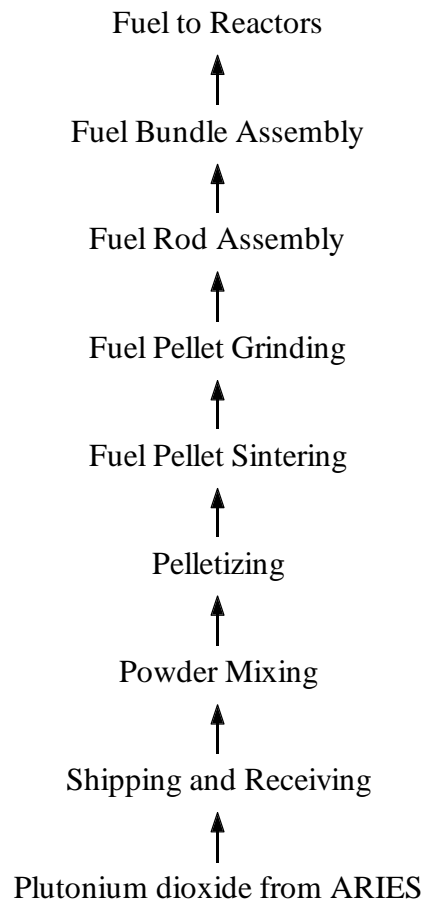 Fuel to Reactors
Fuel Bundle Assembly
Fuel Rod Assembly
Fuel Pellet Grinding
Fuel Pellet Sintering
Pelletizing
Powder Mixing
Shipping and Receiving
Plutonium dioxide from ARIES